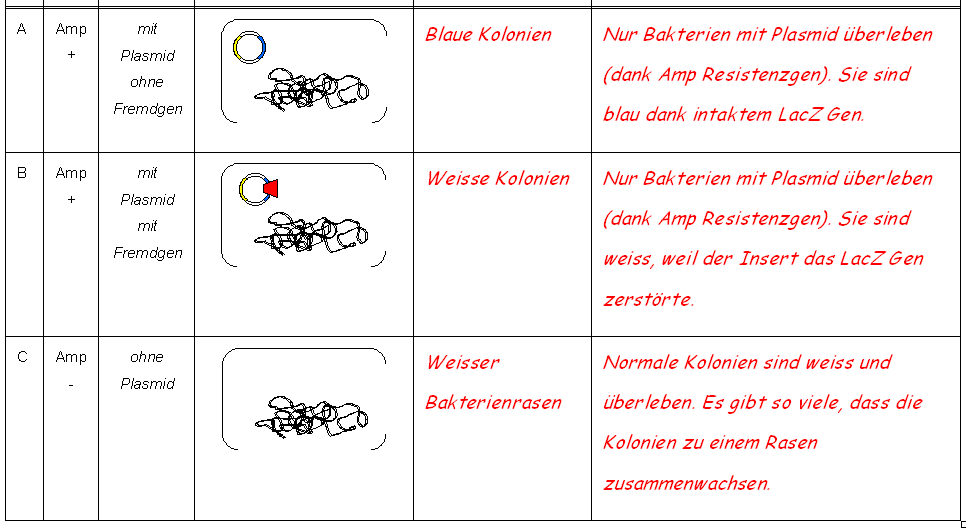 A
Amp
+
mit
Plasmid
ohne
Fremdgen
Blaue Kolonien
Nur Bakterien mit Plasmid überleben
(dank Amp Resistenzgen). Sie sind
blau dank intaktem LacZ Gen.
B
Amp
+
mit
Plasmid
mit
Fremdgen
Weisse Kolonien
Nur Bakterien mit Plasmid überleben
(dank Amp Resistenzgen). Sie sind
weiss, weil der Insert das LacZ Gen
zerstörte.
C
Amp
-
ohne
Plasmid
Weisser
Bakterienrasen
Normale Kolonien sind weiss und
überleben. Es gibt so viele, dass die
Kolonien zu einem Rasen
zusammenwachsen.